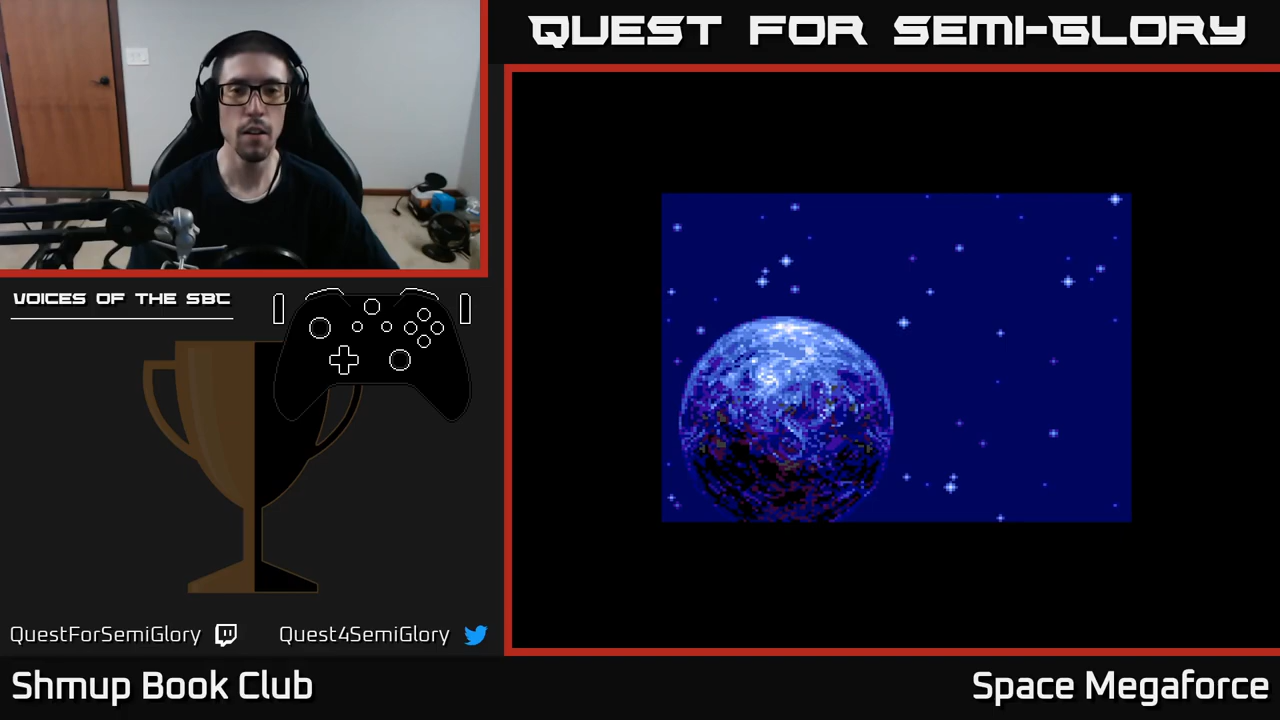 QUEST FOR SEMI-GLORY
VOICES OF THE SBC
QuestForSemiGlory
Quest4SemiGlory
Shmup Book Club
Space Megaforce